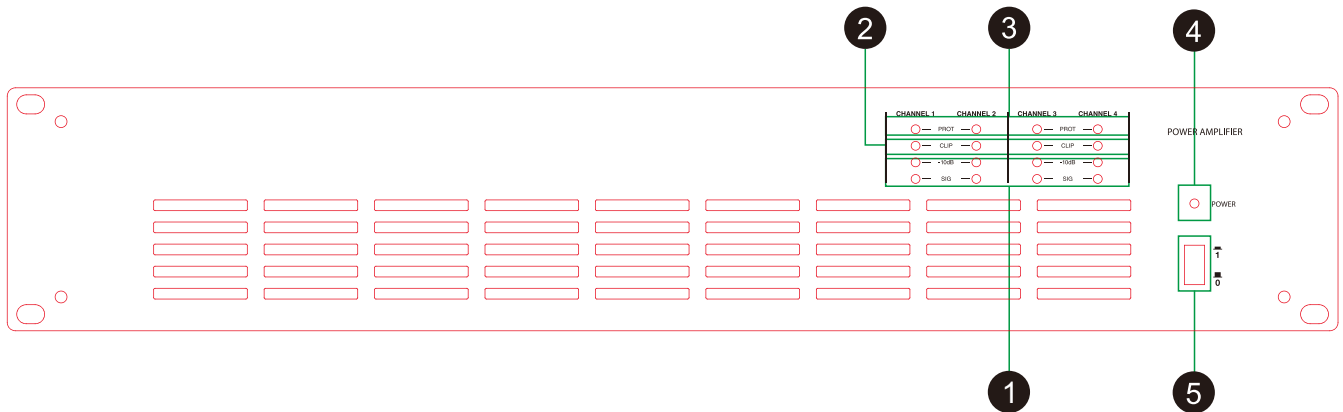 2
3
4
CHANNEL 1 CHANNEL 2 CHANNEL 3 CHANNEL 4
PROT PROT
CLIP CLIP
-10dB -10dB
SIG SIG
POWER AMPLIFIER
POWER
1
0
1
5